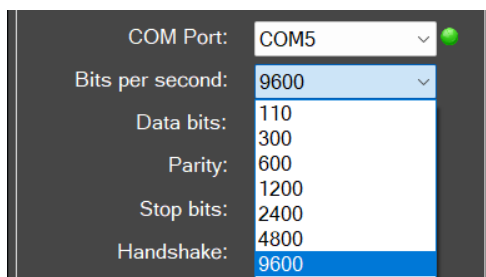 COM Port: COM5
Bits per second: 9600
Data bits: 110
300
Parity: 600
1200
Stop bits: 2400
4800
Handshake: 9600